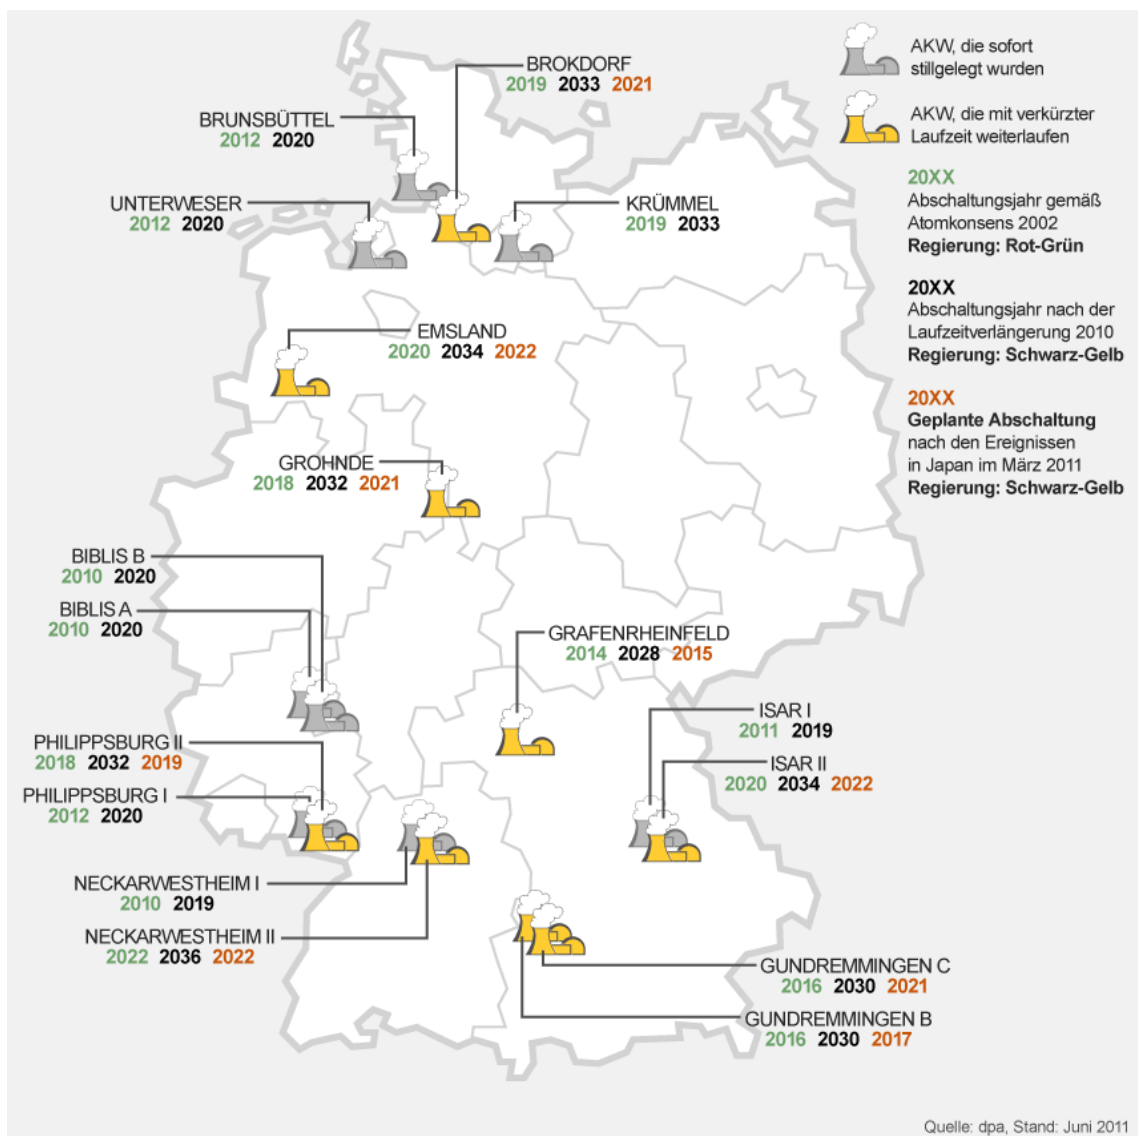 BROKDORF
2019 2033 2021
BRUNSBÜTTEL
2012 2020
UNTERWESER
2012 2020
KRÜMMEL
2019 2033
EMSLAND
2020 2034 2022
GROHNDE
2018 2032 2021
BIBLIS B
2010 2020
BIBLIS A
2010 2020
GRAFENRHEINFELD
2014 2028 2015
ISAR I
2011 2019
ISAR II
2020 2034 2022
PHILIPPSBURG II
2018 2032 2019
PHILIPPSBURG I
2012 2020
NECKARWESTHEIM I
2010 2019
NECKARWESTHEIM II
2022 2036 2022
GUNDREMMINGEN C
2016 2030 2021
GUNDREMMINGEN B
2016 2030 2017
AKW, die sofort
stillgelegt wurden
AKW, die mit verkürzter
Laufzeit weiterlaufen
20XX
Abschaltungsjahr gemäß
Atomkonsens 2002
Regierung: Rot-Grün
20XX
Abschaltungsjahr nach der
Laufzeitverlängerung 2010
Regierung: Schwarz-Gelb
20XX
Geplante Abschaltung
nach den Ereignissen
in Japan im März 2011
Regierung: Schwarz-Gelb
Quelle: dpa, Stand: Juni 2011